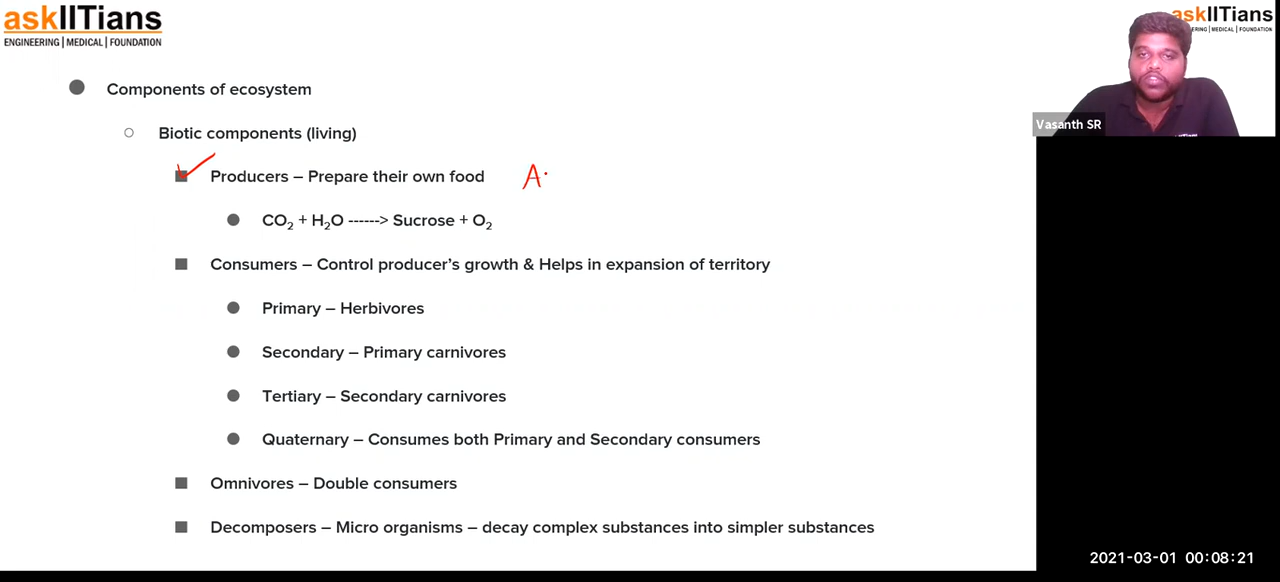 askIITians
ENGINEERING | MEDICAL | FOUNDATION
askIITians
ERING | MEDICAL | FOUNDATION
Vasanth SR
Components of ecosystem
Biotic components (living)
Producers – Prepare their own food A.
CO₂ + H₂O ------> Sucrose + O₂
Consumers – Control producer's growth & Helps in expansion of territory
Primary – Herbivores
Secondary – Primary carnivores
Tertiary – Secondary carnivores
Quaternary – Consumes both Primary and Secondary consumers
Omnivores – Double consumers
Decomposers – Micro organisms – decay complex substances into simpler substances
2021-03-01 00:08:21